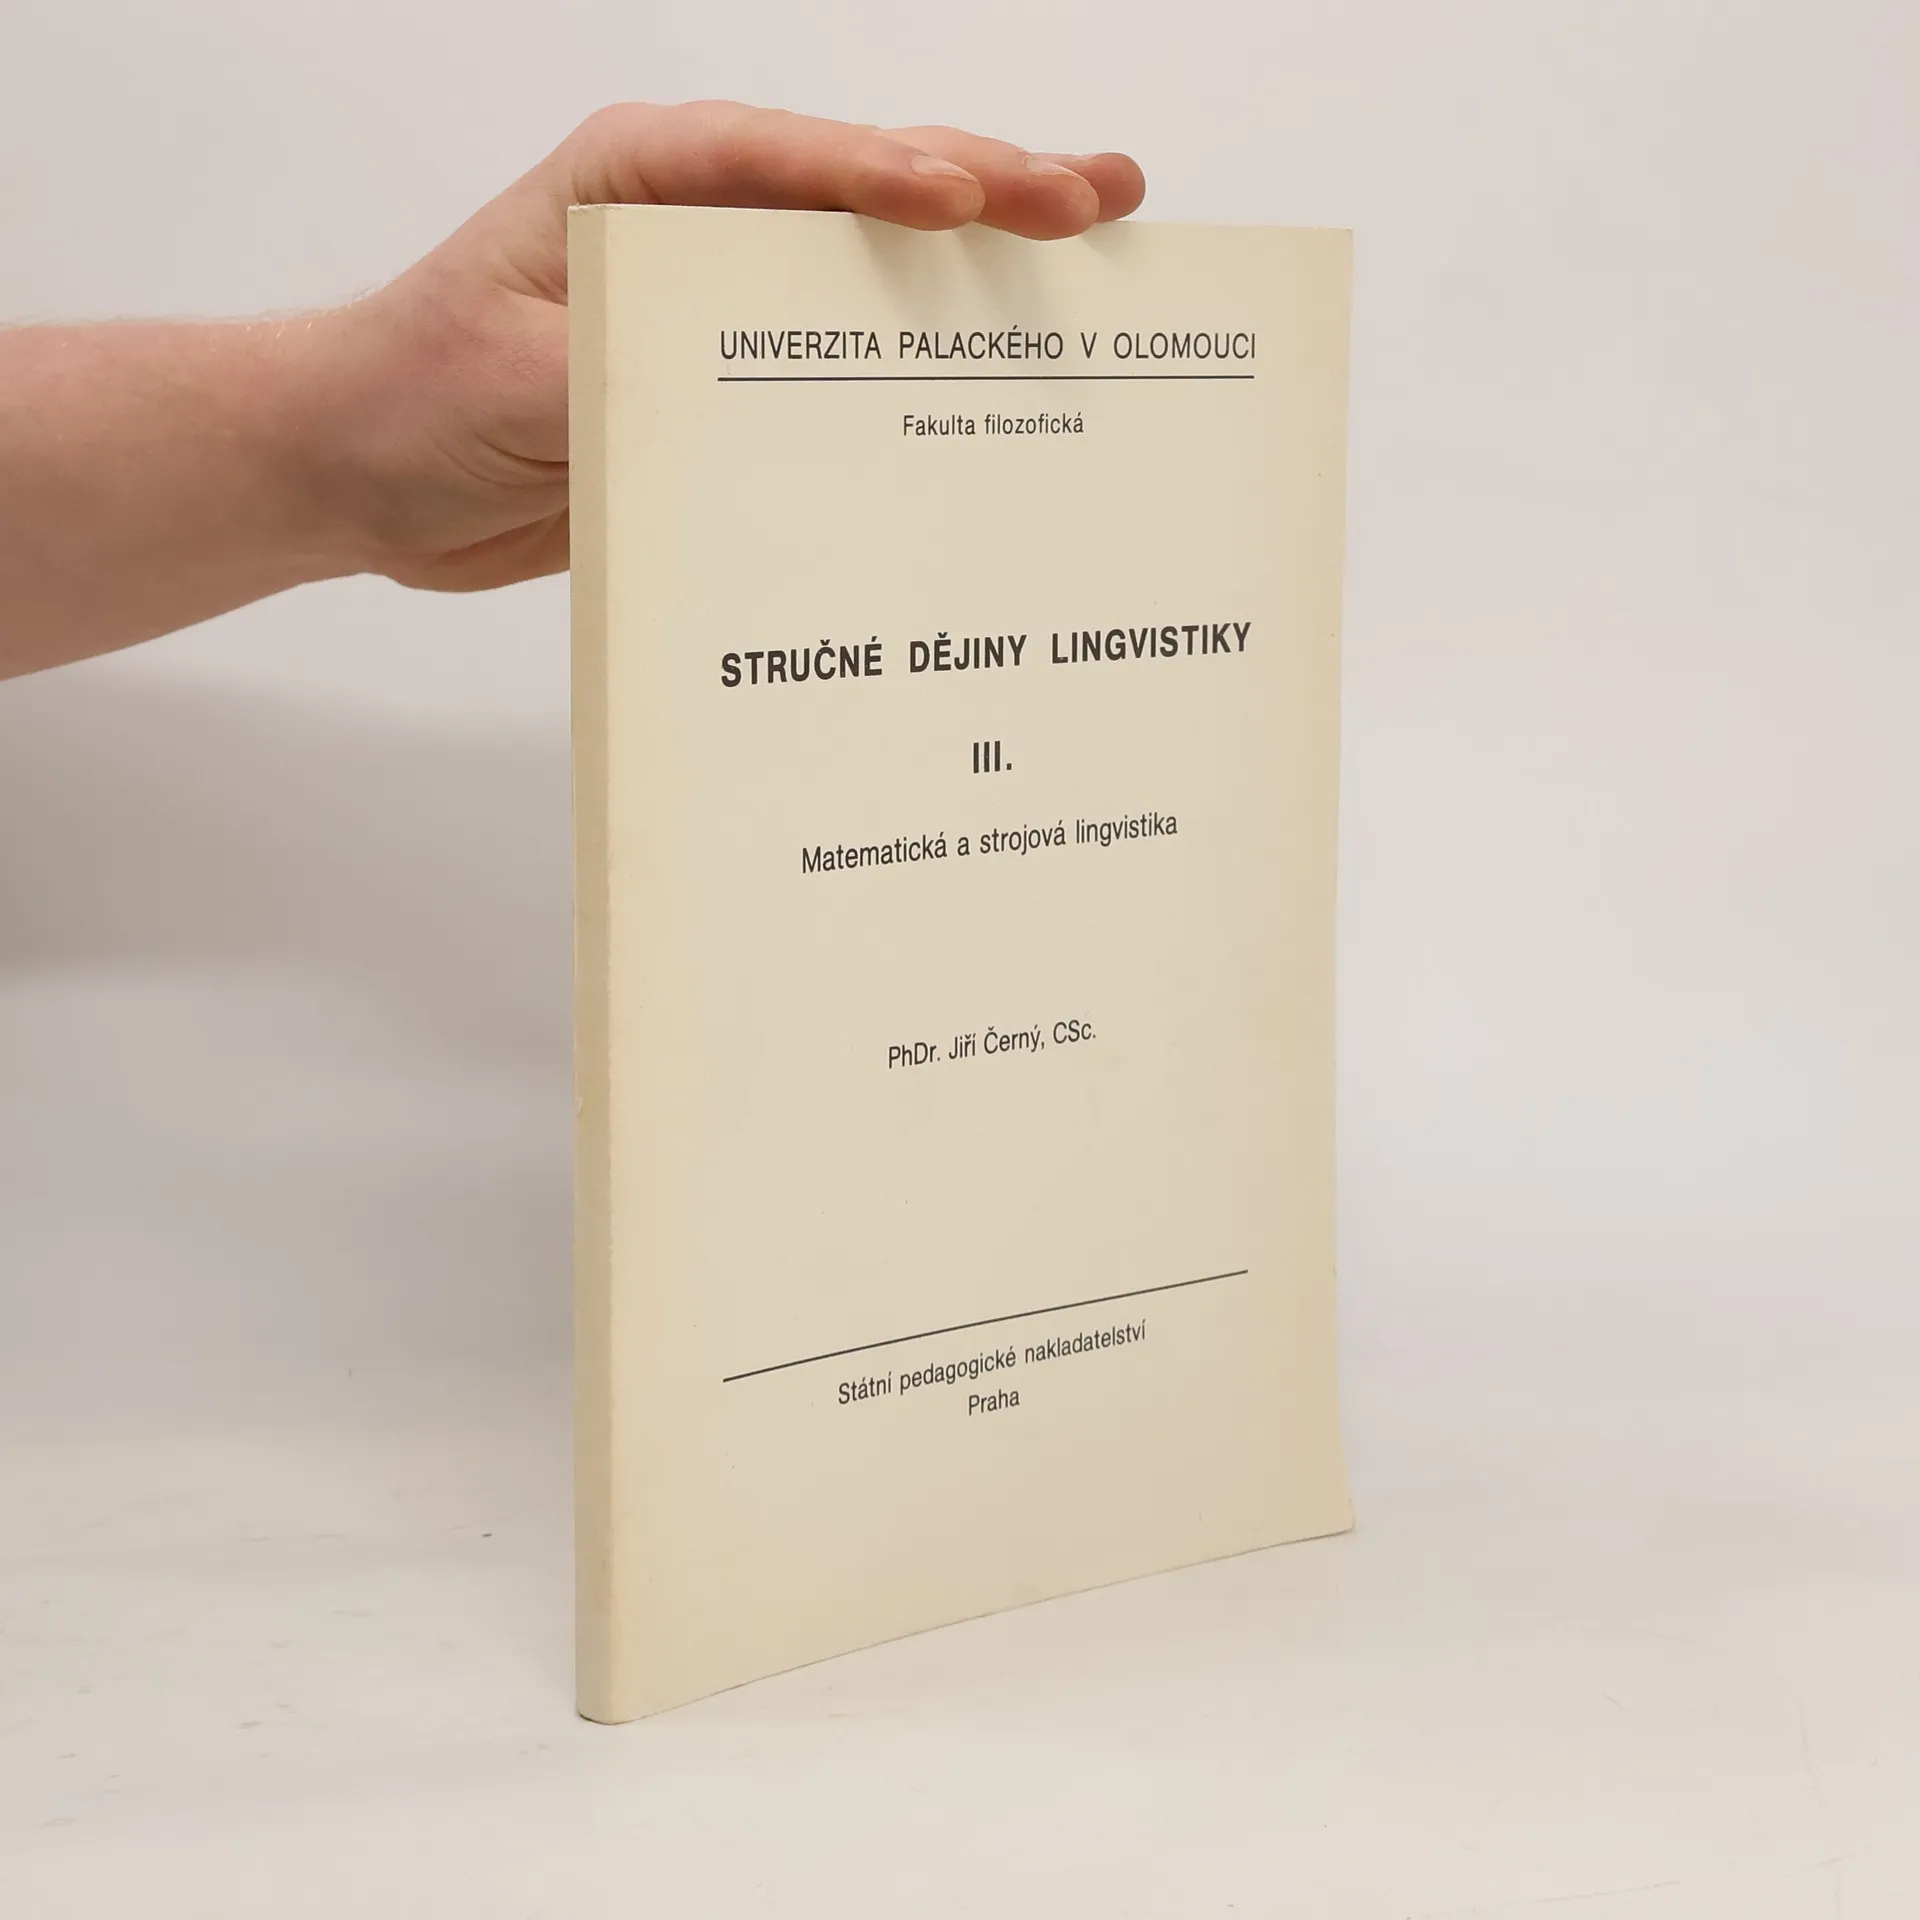 UNIVERZITA PALACKÉHO V OLOMOUCI
Fakulta filozofická
STRUČNÉ DĚJINY LINGVISTIKY
III.
Matematická a strojová lingvistika
PhDr. Jiří Černý, CSc.
Státní pedagogické nakladatelství
Praha